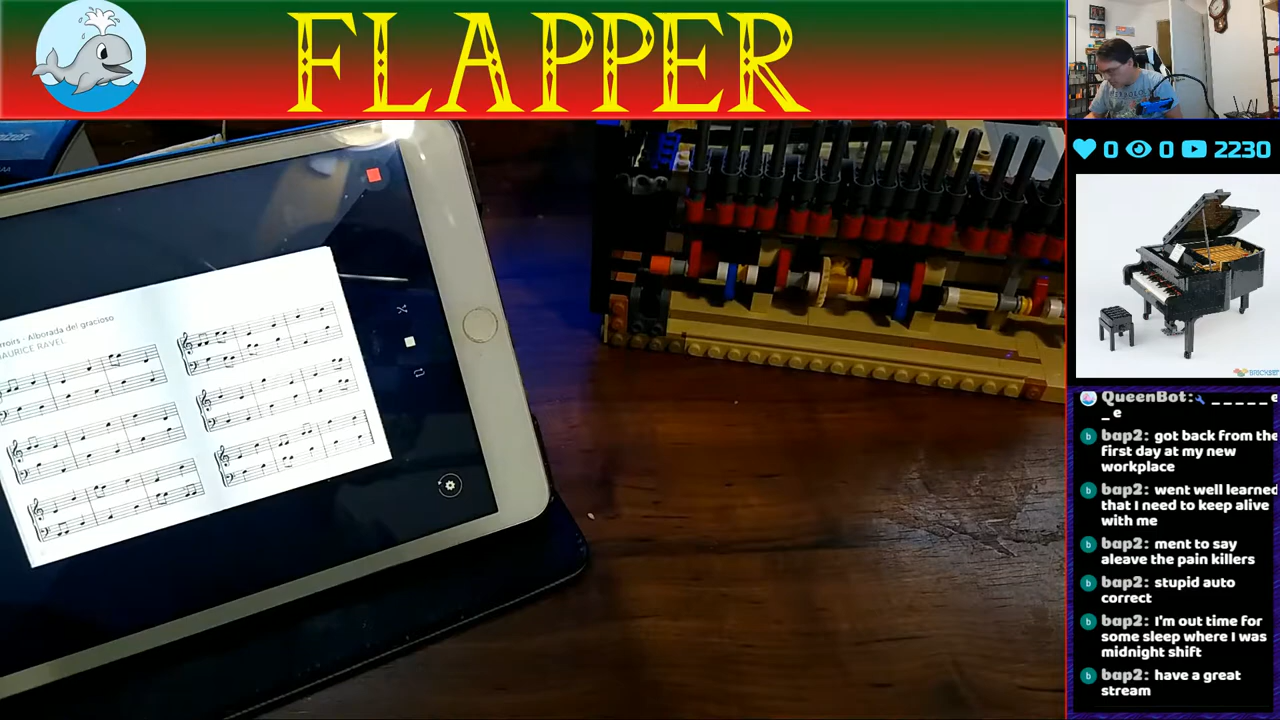 FLAPPER
0 0 2230
Alborada del gracioso
MAURICE RAVEL
QueenBot: _ _ _ _ _ e
_ e
bap2: got back from the
first day at my new
workplace
bap2: went well learned
that I need to keep alive
with me
bap2: ment to say
aleave the pain killers
bap2: stupid auto
correct
bap2: I'm out time for
some sleep where I was
midnight shift
bap2: have a great
stream